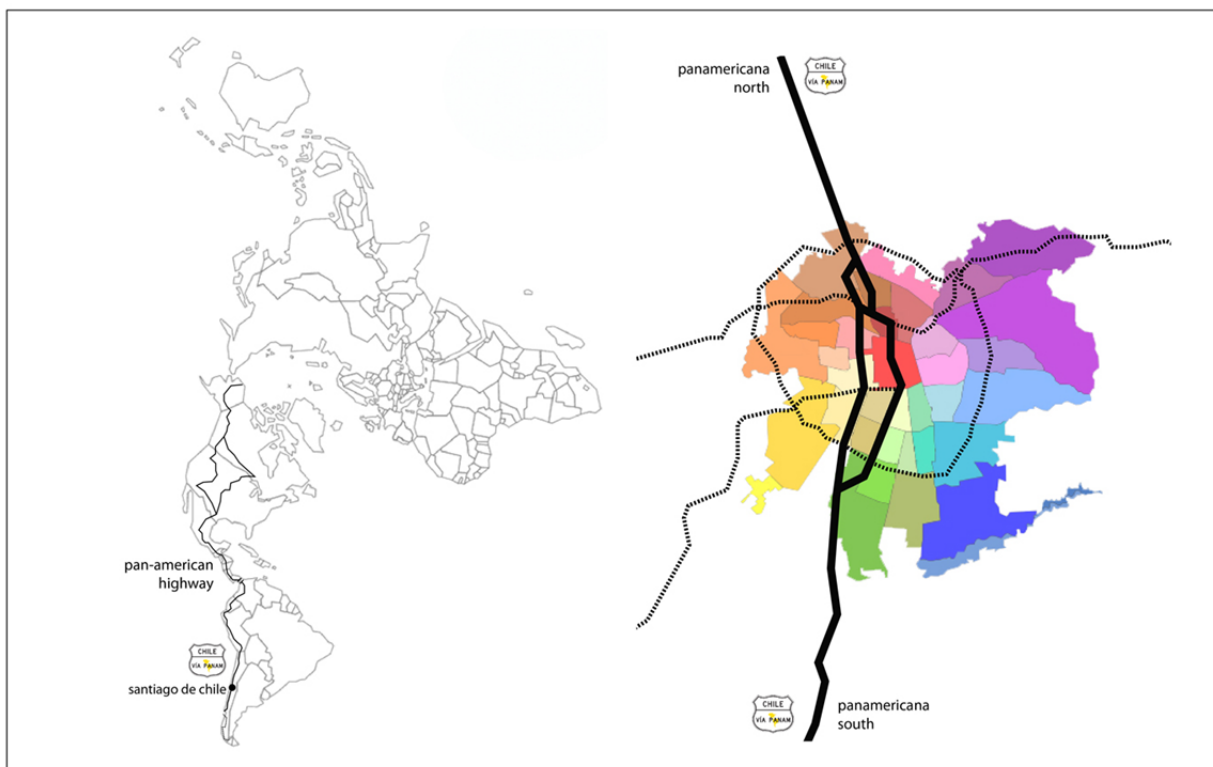 panamericana
north
CHILE
VÍA PANAM
pan-american
highway
CHILE
VÍA PANAM
santiago de chile
CHILE
VÍA PANAM
panamericana
south